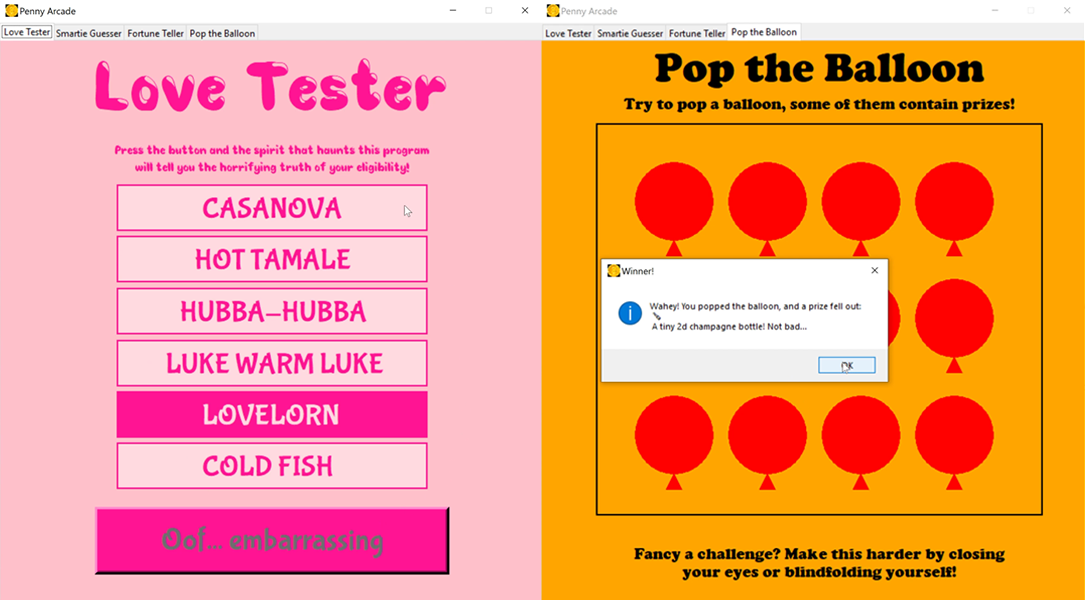 Penny Arcade
Love Tester Smartie Guesser Fortune Teller Pop the Balloon
Love Tester
Press the button and the spirit that haunts this program
will tell you the horrifying truth of your eligibility!
CASANOVA
HOT TAMALE
HUBBA-HUBBA
LUKE WARM LUKE
LOVELORN
COLD FISH
Oof... embarrassing
Penny Arcade
Love Tester Smartie Guesser Fortune Teller Pop the Balloon
Pop the Balloon
Try to pop a balloon, some of them contain prizes!
Winner!
Wahey! You popped the balloon, and a prize fell out:
A tiny 2d champagne bottle! Not bad...
OK
Fancy a challenge? Make this harder by closing
your eyes or blindfolding yourself!